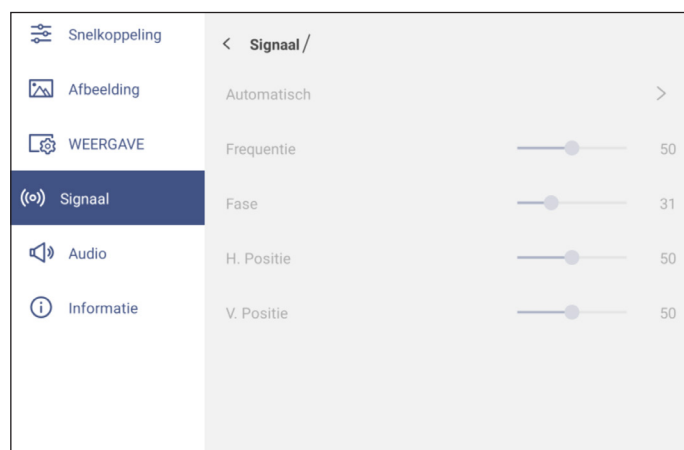 Snelkoppeling
Afbeelding
WEERGAVE
Signaal
Audio
Informatie
< Signaal/
Automatisch >
Frequentie 50
Fase 31
H. Positie 50
V. Positie 50